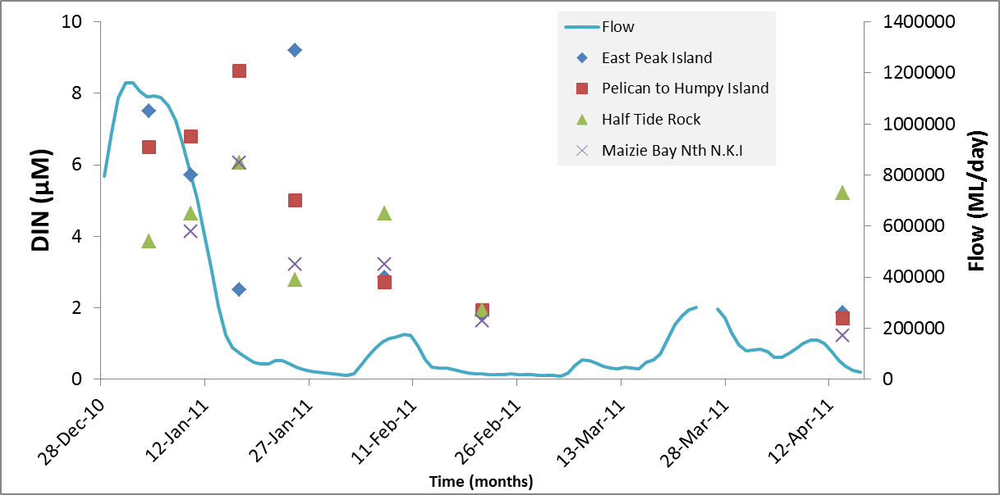 10
8
6
4
2
0
DIN (µM)
Flow
East Peak Island
Pelican to Humpy Island
Half Tide Rock
Maizie Bay Nth N.K.I
1400000
1200000
1000000
800000
600000
400000
200000
0
Flow (ML/day)
28-Dec-10
12-Jan-11
27-Jan-11
11-Feb-11
26-Feb-11
13-Mar-11
28-Mar-11
12-Apr-11
Time (months)